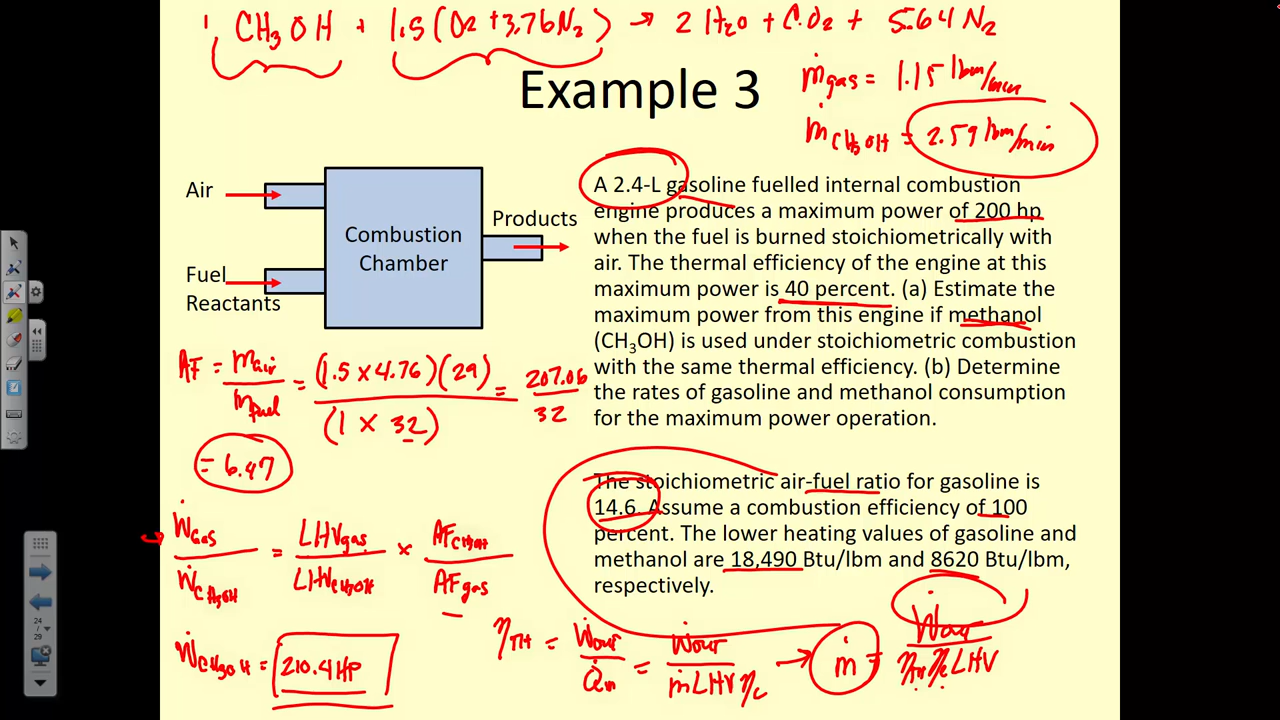 1 CH3OH + 1.5 (O2 + 3.76 N2) → 2 H2O + CO2 + 5.64 N2
Example 3
ṁgas = 1.15 lbm/min
ṁCH3OH = 2.59 lbm/min
Air
Fuel
Reactants
Combustion
Chamber
Products
A 2.4-L gasoline fuelled internal combustion
engine produces a maximum power of 200 hp
when the fuel is burned stoichiometrically with
air. The thermal efficiency of the engine at this
maximum power is 40 percent. (a) Estimate the
maximum power from this engine if methanol
(CH3OH) is used under stoichiometric combustion
with the same thermal efficiency. (b) Determine
the rates of gasoline and methanol consumption
for the maximum power operation.
AF = mair / mfuel = (1.5 × 4.76)(29) / (1 × 32) = 207.06 / 32
= 6.47
The stoichiometric air-fuel ratio for gasoline is
14.6. Assume a combustion efficiency of 100
percent. The lower heating values of gasoline and
methanol are 18,490 Btu/lbm and 8620 Btu/lbm,
respectively.
Ẇgas / ẆCH3OH = LHVgas / LHVCH3OH × AFCH3OH / AFgas
ẆCH3OH = 210.4 HP
ηTH = Ẇout / Q̇in = Ẇout / ṁ LHV ηc → ṁ = Ẇout / ηTH ηc LHV
24
/
29